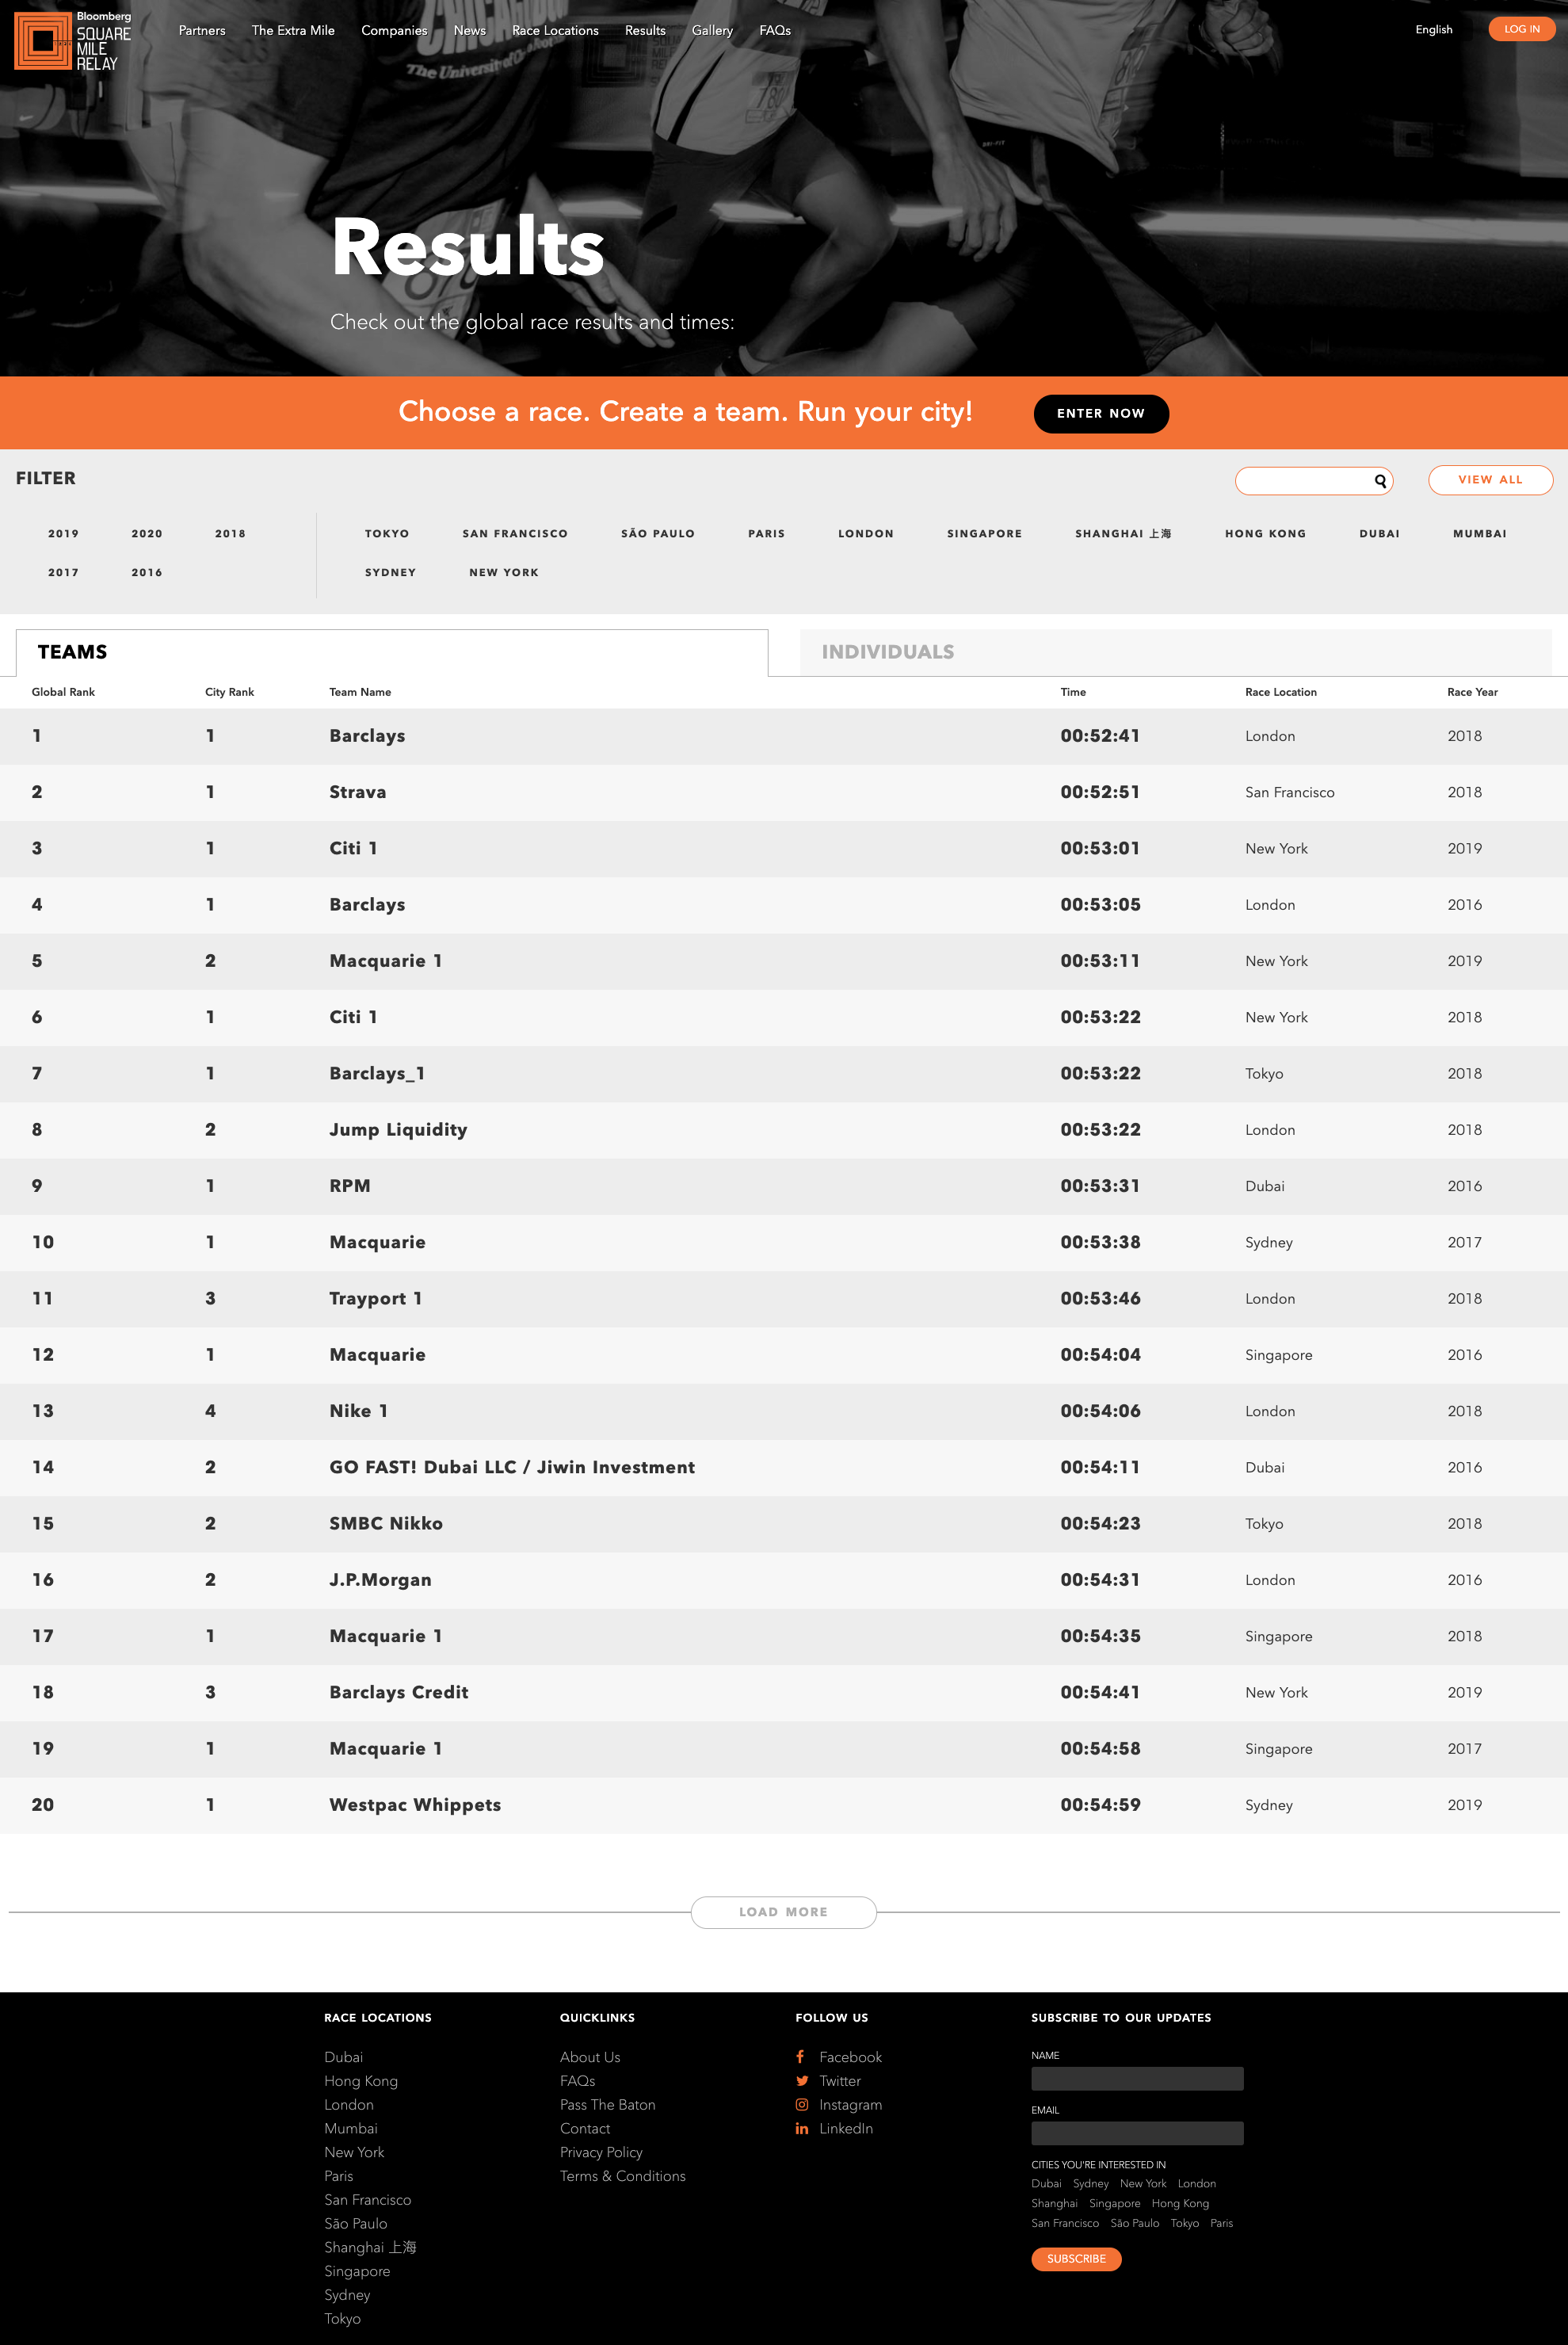 Bloomberg
SQUARE
MILE
RELAY
Partners The Extra Mile Companies News Race Locations Results Gallery FAQs
English LOG IN
The University of
780
Results
Check out the global race results and times:
Choose a race. Create a team. Run your city! ENTER NOW
FILTER VIEW ALL
2019 2020 2018 TOKYO SAN FRANCISCO SÃO PAULO PARIS LONDON SINGAPORE SHANGHAI 上海 HONG KONG DUBAI MUMBAI
2017 2016 SYDNEY NEW YORK
TEAMS INDIVIDUALS
Global Rank City Rank Team Name Time Race Location Race Year
1 1 Barclays 00:52:41 London 2018
2 1 Strava 00:52:51 San Francisco 2018
3 1 Citi 1 00:53:01 New York 2019
4 1 Barclays 00:53:05 London 2016
5 2 Macquarie 1 00:53:11 New York 2019
6 1 Citi 1 00:53:22 New York 2018
7 1 Barclays_1 00:53:22 Tokyo 2018
8 2 Jump Liquidity 00:53:22 London 2018
9 1 RPM 00:53:31 Dubai 2016
10 1 Macquarie 00:53:38 Sydney 2017
11 3 Trayport 1 00:53:46 London 2018
12 1 Macquarie 00:54:04 Singapore 2016
13 4 Nike 1 00:54:06 London 2018
14 2 GO FAST! Dubai LLC / Jiwin Investment 00:54:11 Dubai 2016
15 2 SMBC Nikko 00:54:23 Tokyo 2018
16 2 J.P.Morgan 00:54:31 London 2016
17 1 Macquarie 1 00:54:35 Singapore 2018
18 3 Barclays Credit 00:54:41 New York 2019
19 1 Macquarie 1 00:54:58 Singapore 2017
20 1 Westpac Whippets 00:54:59 Sydney 2019
LOAD MORE
RACE LOCATIONS
Dubai
Hong Kong
London
Mumbai
New York
Paris
San Francisco
São Paulo
Shanghai 上海
Singapore
Sydney
Tokyo
QUICKLINKS
About Us
FAQs
Pass The Baton
Contact
Privacy Policy
Terms & Conditions
FOLLOW US
Facebook
Twitter
Instagram
LinkedIn
SUBSCRIBE TO OUR UPDATES
NAME
EMAIL
CITIES YOU'RE INTERESTED IN
Dubai Sydney New York London
Shanghai Singapore Hong Kong
San Francisco São Paulo Tokyo Paris
SUBSCRIBE